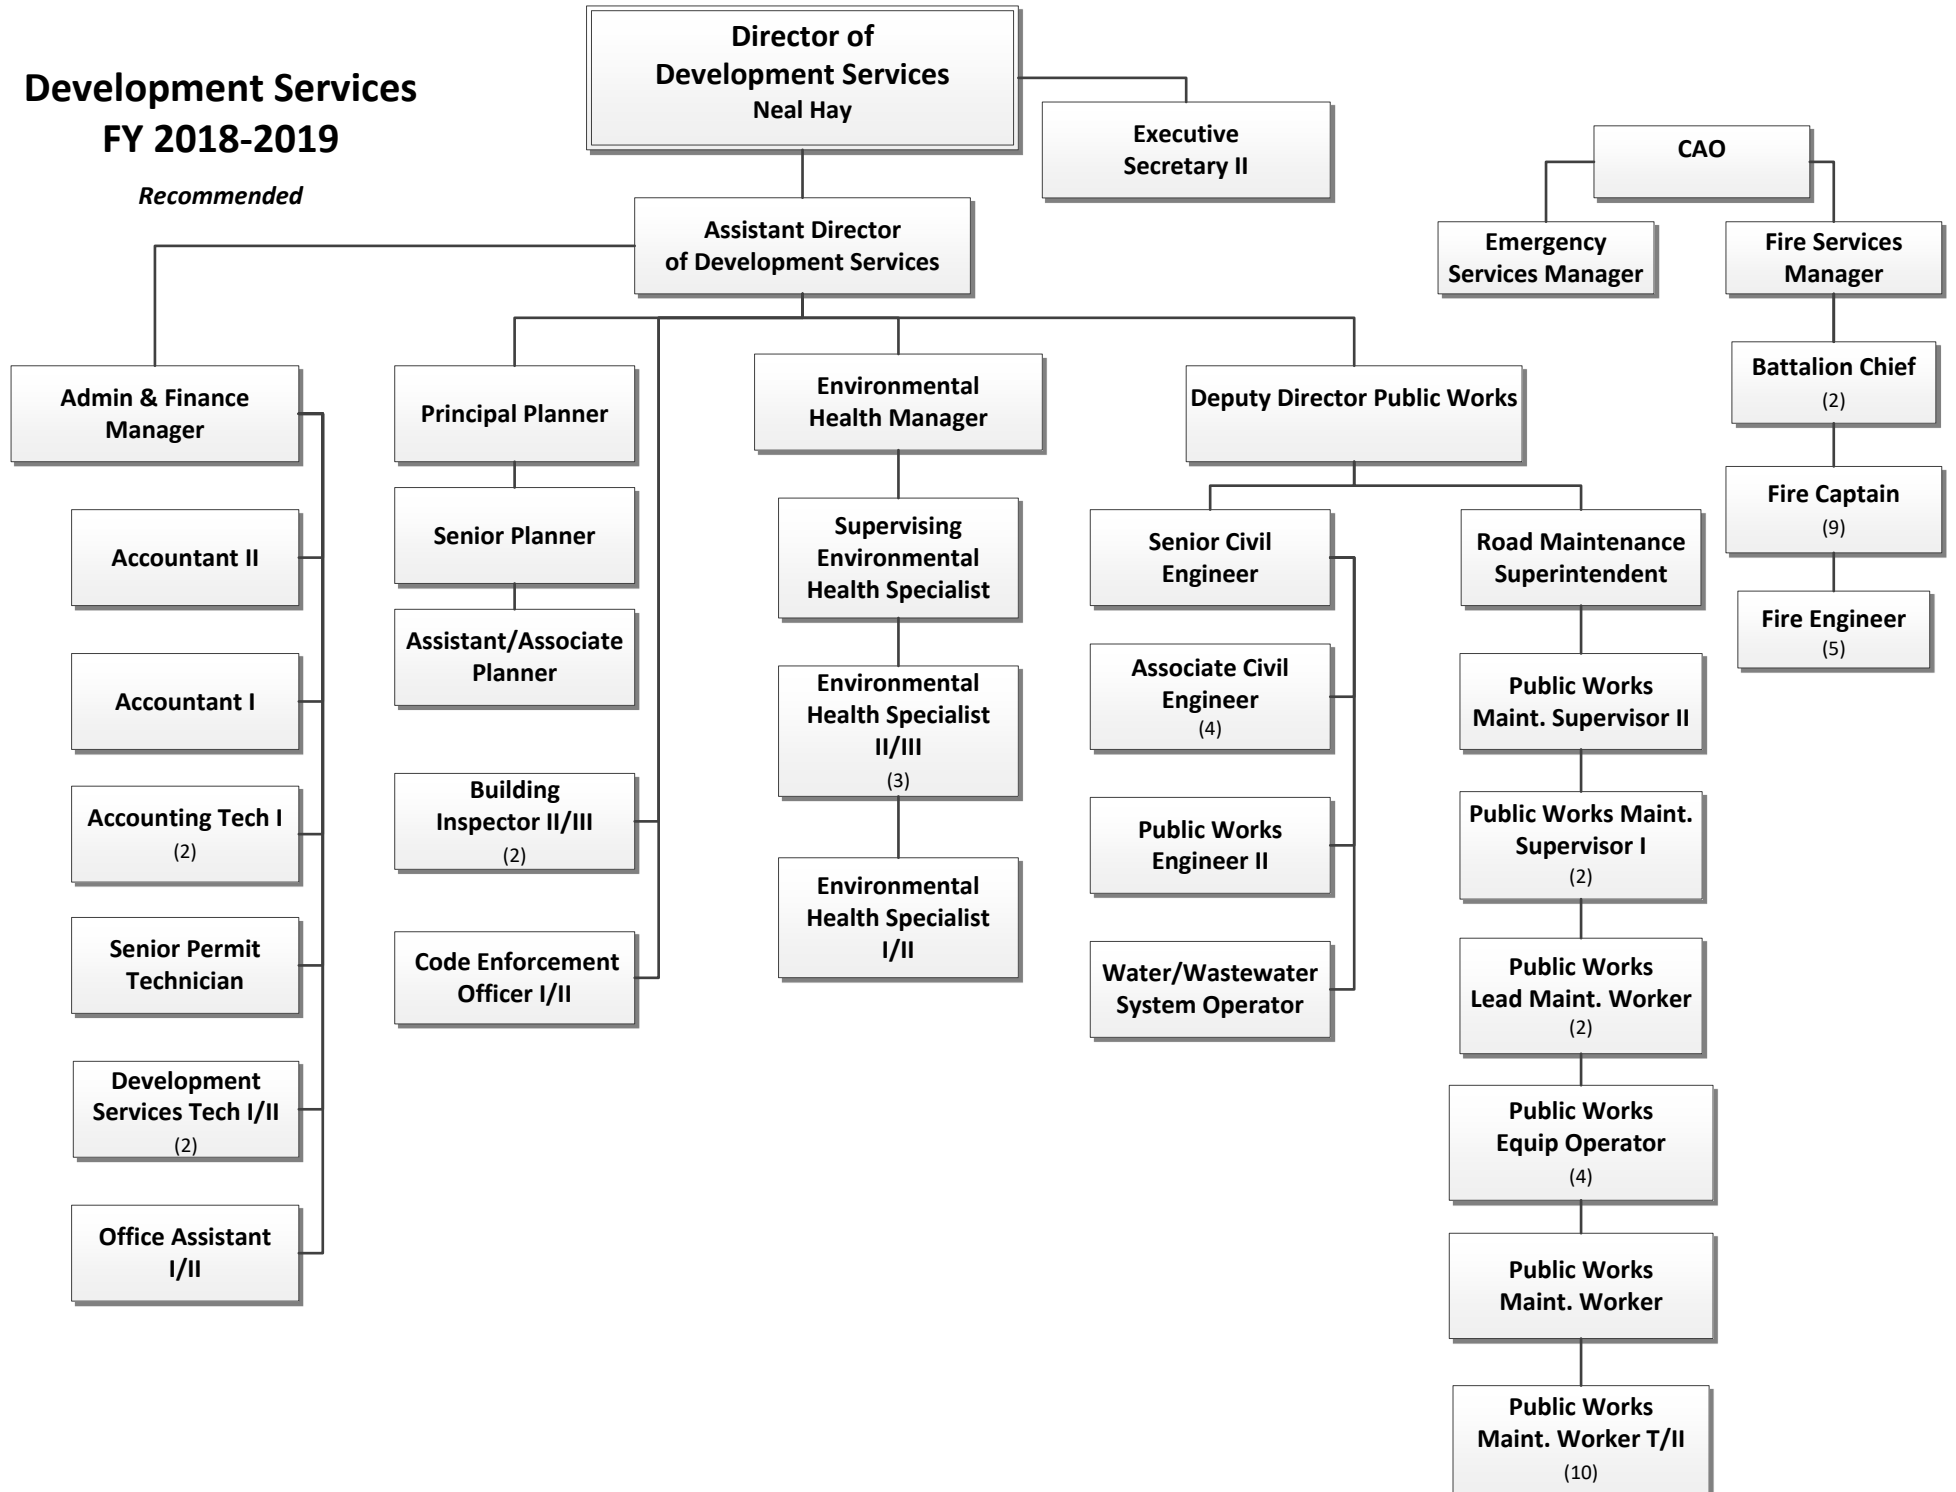 Development Services
FY 2018-2019
Recommended
Director of
Development Services
Neal Hay
Executive
Secretary II
Assistant Director
of Development Services
CAO
Emergency
Services Manager
Fire Services
Manager
Battalion Chief
(2)
Fire Captain
(9)
Fire Engineer
(5)
Admin & Finance
Manager
Accountant II
Accountant I
Accounting Tech I
(2)
Senior Permit
Technician
Development
Services Tech I/II
(2)
Office Assistant
I/II
Principal Planner
Senior Planner
Assistant/Associate
Planner
Building
Inspector II/III
(2)
Code Enforcement
Officer I/II
Environmental
Health Manager
Supervising
Environmental
Health Specialist
Environmental
Health Specialist
II/III
(3)
Environmental
Health Specialist
I/II
Deputy Director Public Works
Senior Civil
Engineer
Associate Civil
Engineer
(4)
Public Works
Engineer II
Water/Wastewater
System Operator
Road Maintenance
Superintendent
Public Works
Maint. Supervisor II
Public Works Maint.
Supervisor I
(2)
Public Works
Lead Maint. Worker
(2)
Public Works
Equip Operator
(4)
Public Works
Maint. Worker
Public Works
Maint. Worker T/II
(10)